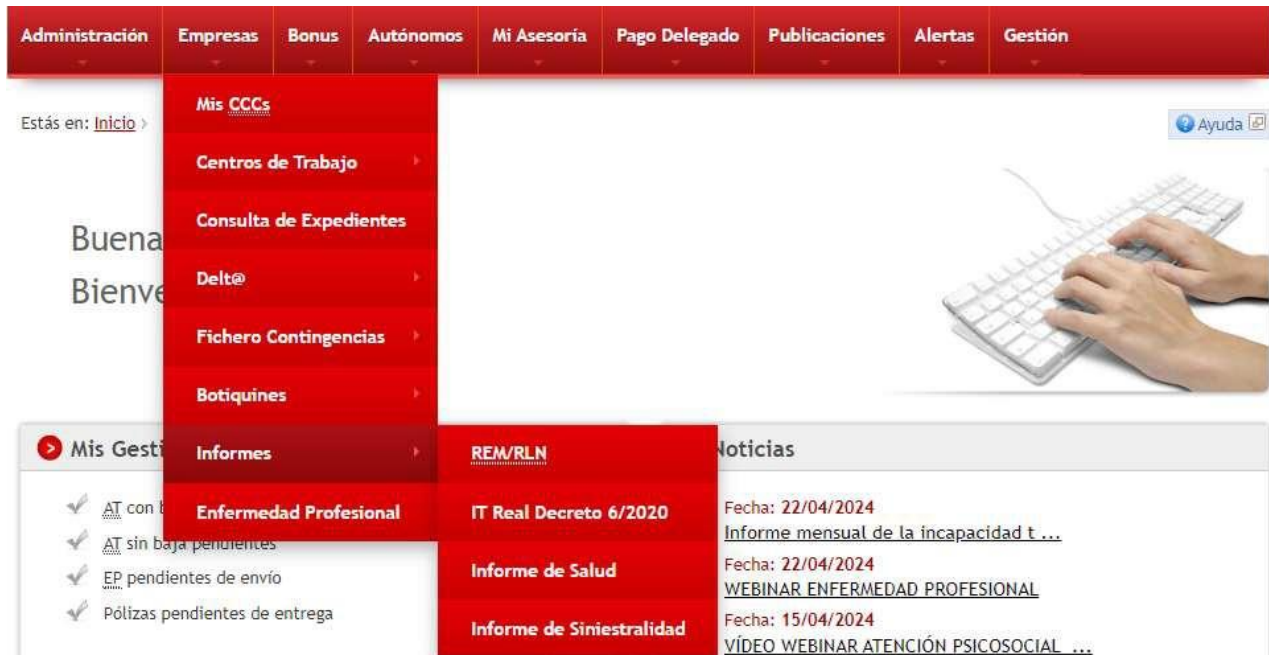 Administración Empresas Bonus Autónomos Mi Asesoría Pago Delegado Publicaciones Alertas Gestión
Estás en: Inicio >
Ayuda
Mis CCCs
Centros de Trabajo
Consulta de Expedientes
Delt@
Fichero Contingencias
Botiquines
Informes
Enfermedad Profesional
REM/RLN
IT Real Decreto 6/2020
Informe de Salud
Informe de Siniestralidad
Buena
Bienve
Mis Gesti
AT con
AT sin baja pendientes
EP pendientes de envío
Pólizas pendientes de entrega
Noticias
Fecha: 22/04/2024
Informe mensual de la incapacidad t ...
Fecha: 22/04/2024
WEBINAR ENFERMEDAD PROFESIONAL
Fecha: 15/04/2024
VÍDEO WEBINAR ATENCIÓN PSICOSOCIAL ...